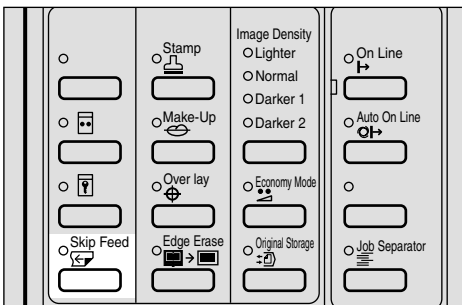 Stamp
Make-Up
Over lay
Skip Feed
Edge Erase
Image Density
Lighter
Normal
Darker 1
Darker 2
Economy Mode
Original Storage
On Line
Auto On Line
Job Separator